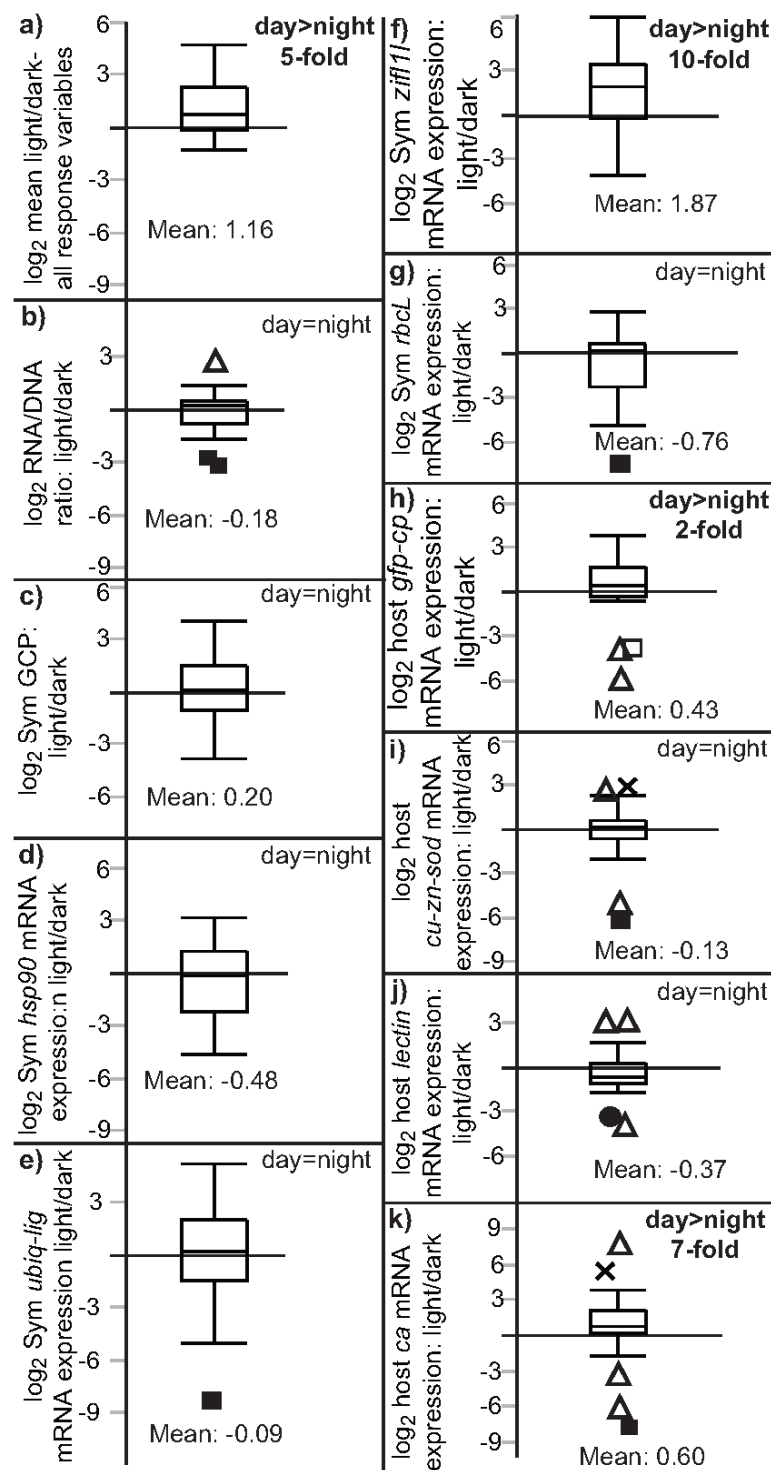 a)
day>night
5-fold
log2 mean light/dark-
all response variables
6
3
-3
-6
-9
Mean: 1.16
b)
day=night
log2 RNA/DNA
ratio: light/dark
3
-3
-6
-9
Mean: -0.18
c)
day=night
log2 Sym GCP:
light/dark
6
3
-3
-6
Mean: 0.20
d)
day=night
log2 Sym hsp90 mRNA
expressio:n light/dark
6
3
-3
-6
-9
Mean: -0.48
e)
day=night
log2 Sym ubiq-lig
mRNA expression light/dark
3
-3
-6
-9
Mean: -0.09
f)
day>night
10-fold
log2 Sym zifl1l-
mRNA expression:
light/dark
6
3
-3
-6
Mean: 1.87
g)
day=night
log2 Sym rbcL
mRNA expression:
light/dark
6
3
-3
-6
Mean: -0.76
h)
day>night
2-fold
log2 host gfp-cp
mRNA expression:
light/dark
6
3
-3
-6
Mean: 0.43
i)
day=night
log2 host
cu-zn-sod mRNA
expression: light/dark
6
3
-3
-6
-9
Mean: -0.13
j)
day=night
log2 host lectin
mRNA expression:
light/dark
3
-3
-6
Mean: -0.37
k)
day>night
7-fold
log2 host ca mRNA
expression: light/dark
9
6
3
-3
-6
-9
Mean: 0.60